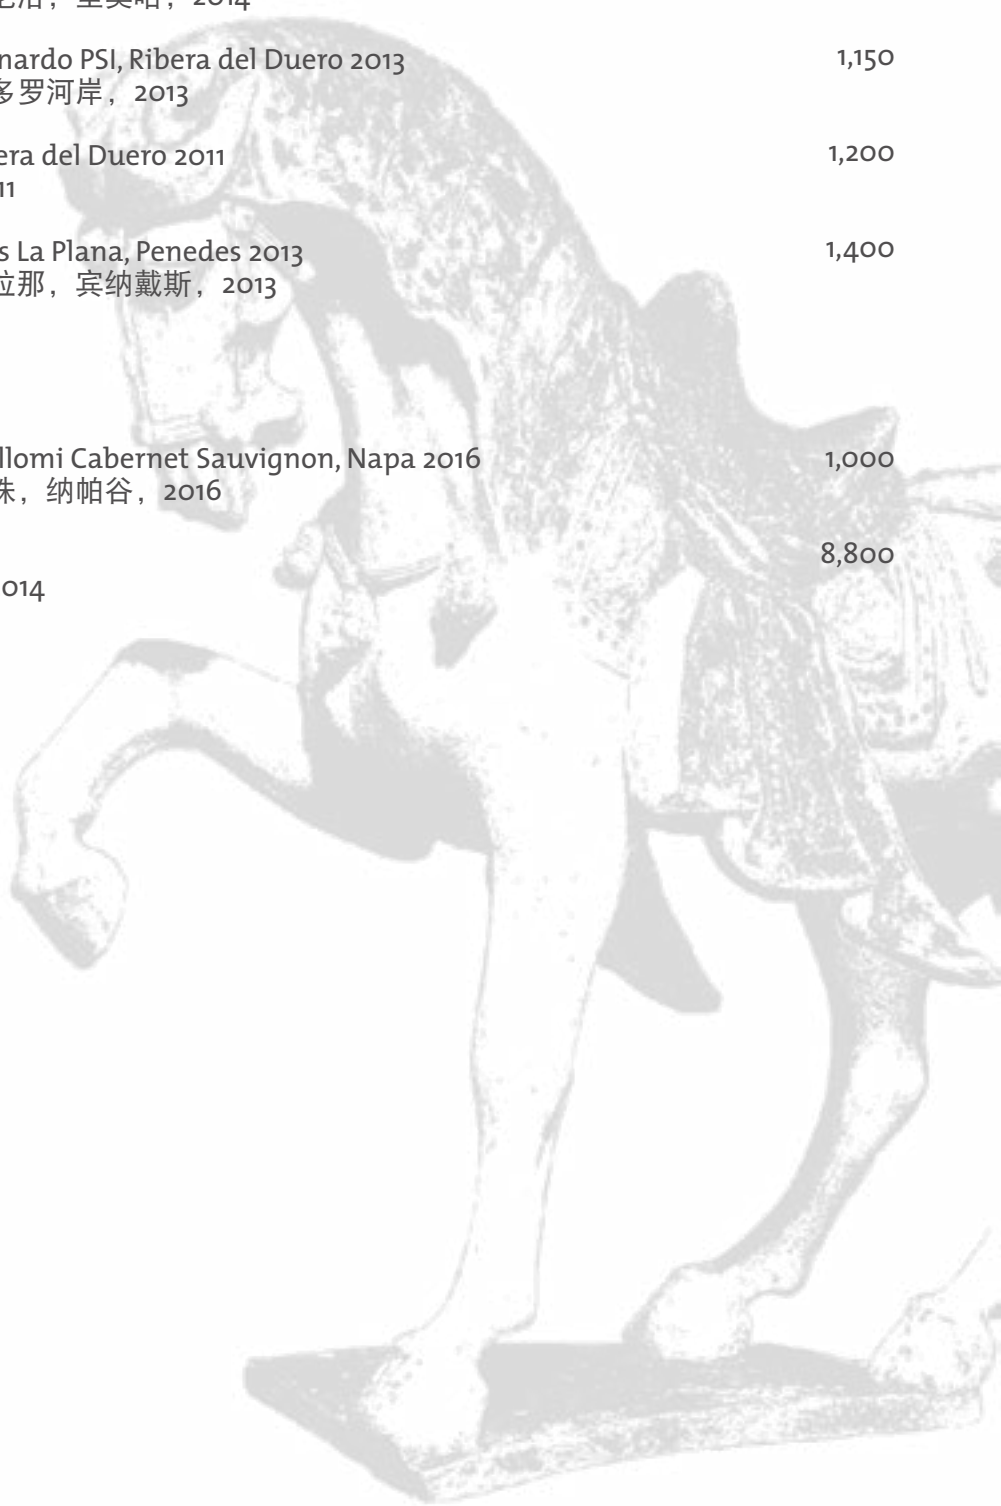 2014
nardo PSI, Ribera del Duero 2013 1,150
多罗河岸，2013
era del Duero 2011 1,200
11
s La Plana, Penedes 2013 1,400
拉那，宾纳戴斯，2013
llomi Cabernet Sauvignon, Napa 2016 1,000
珠，纳帕谷，2016
8,800
014